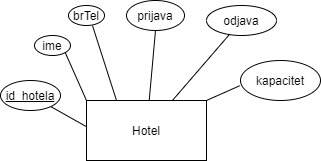 brTel
prijava
odjava
ime
kapacitet
id_hotela
Hotel